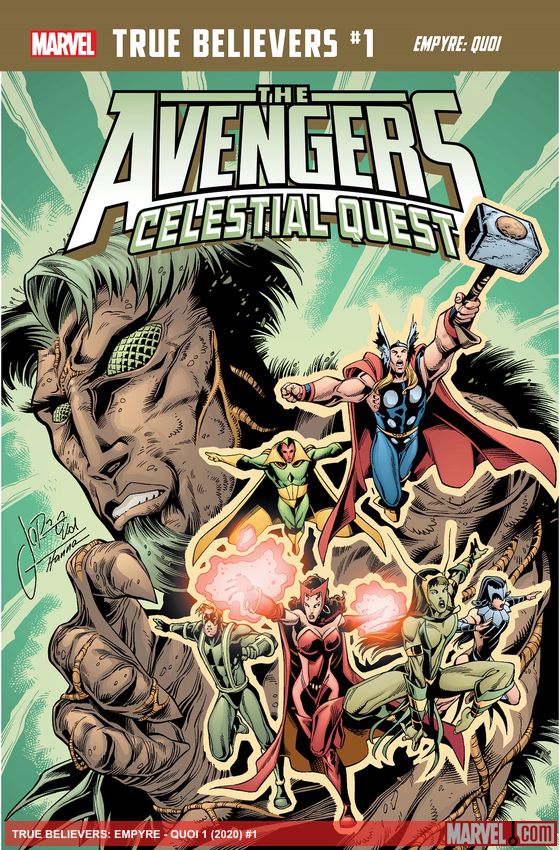 MARVEL TRUE BELIEVERS #1 EMPYRE: QUOI
THE
AVENGERS
CELESTIAL QUEST
Hanna
TRUE BELIEVERS: EMPYRE - QUOI 1 (2020) #1
MARVEL.com